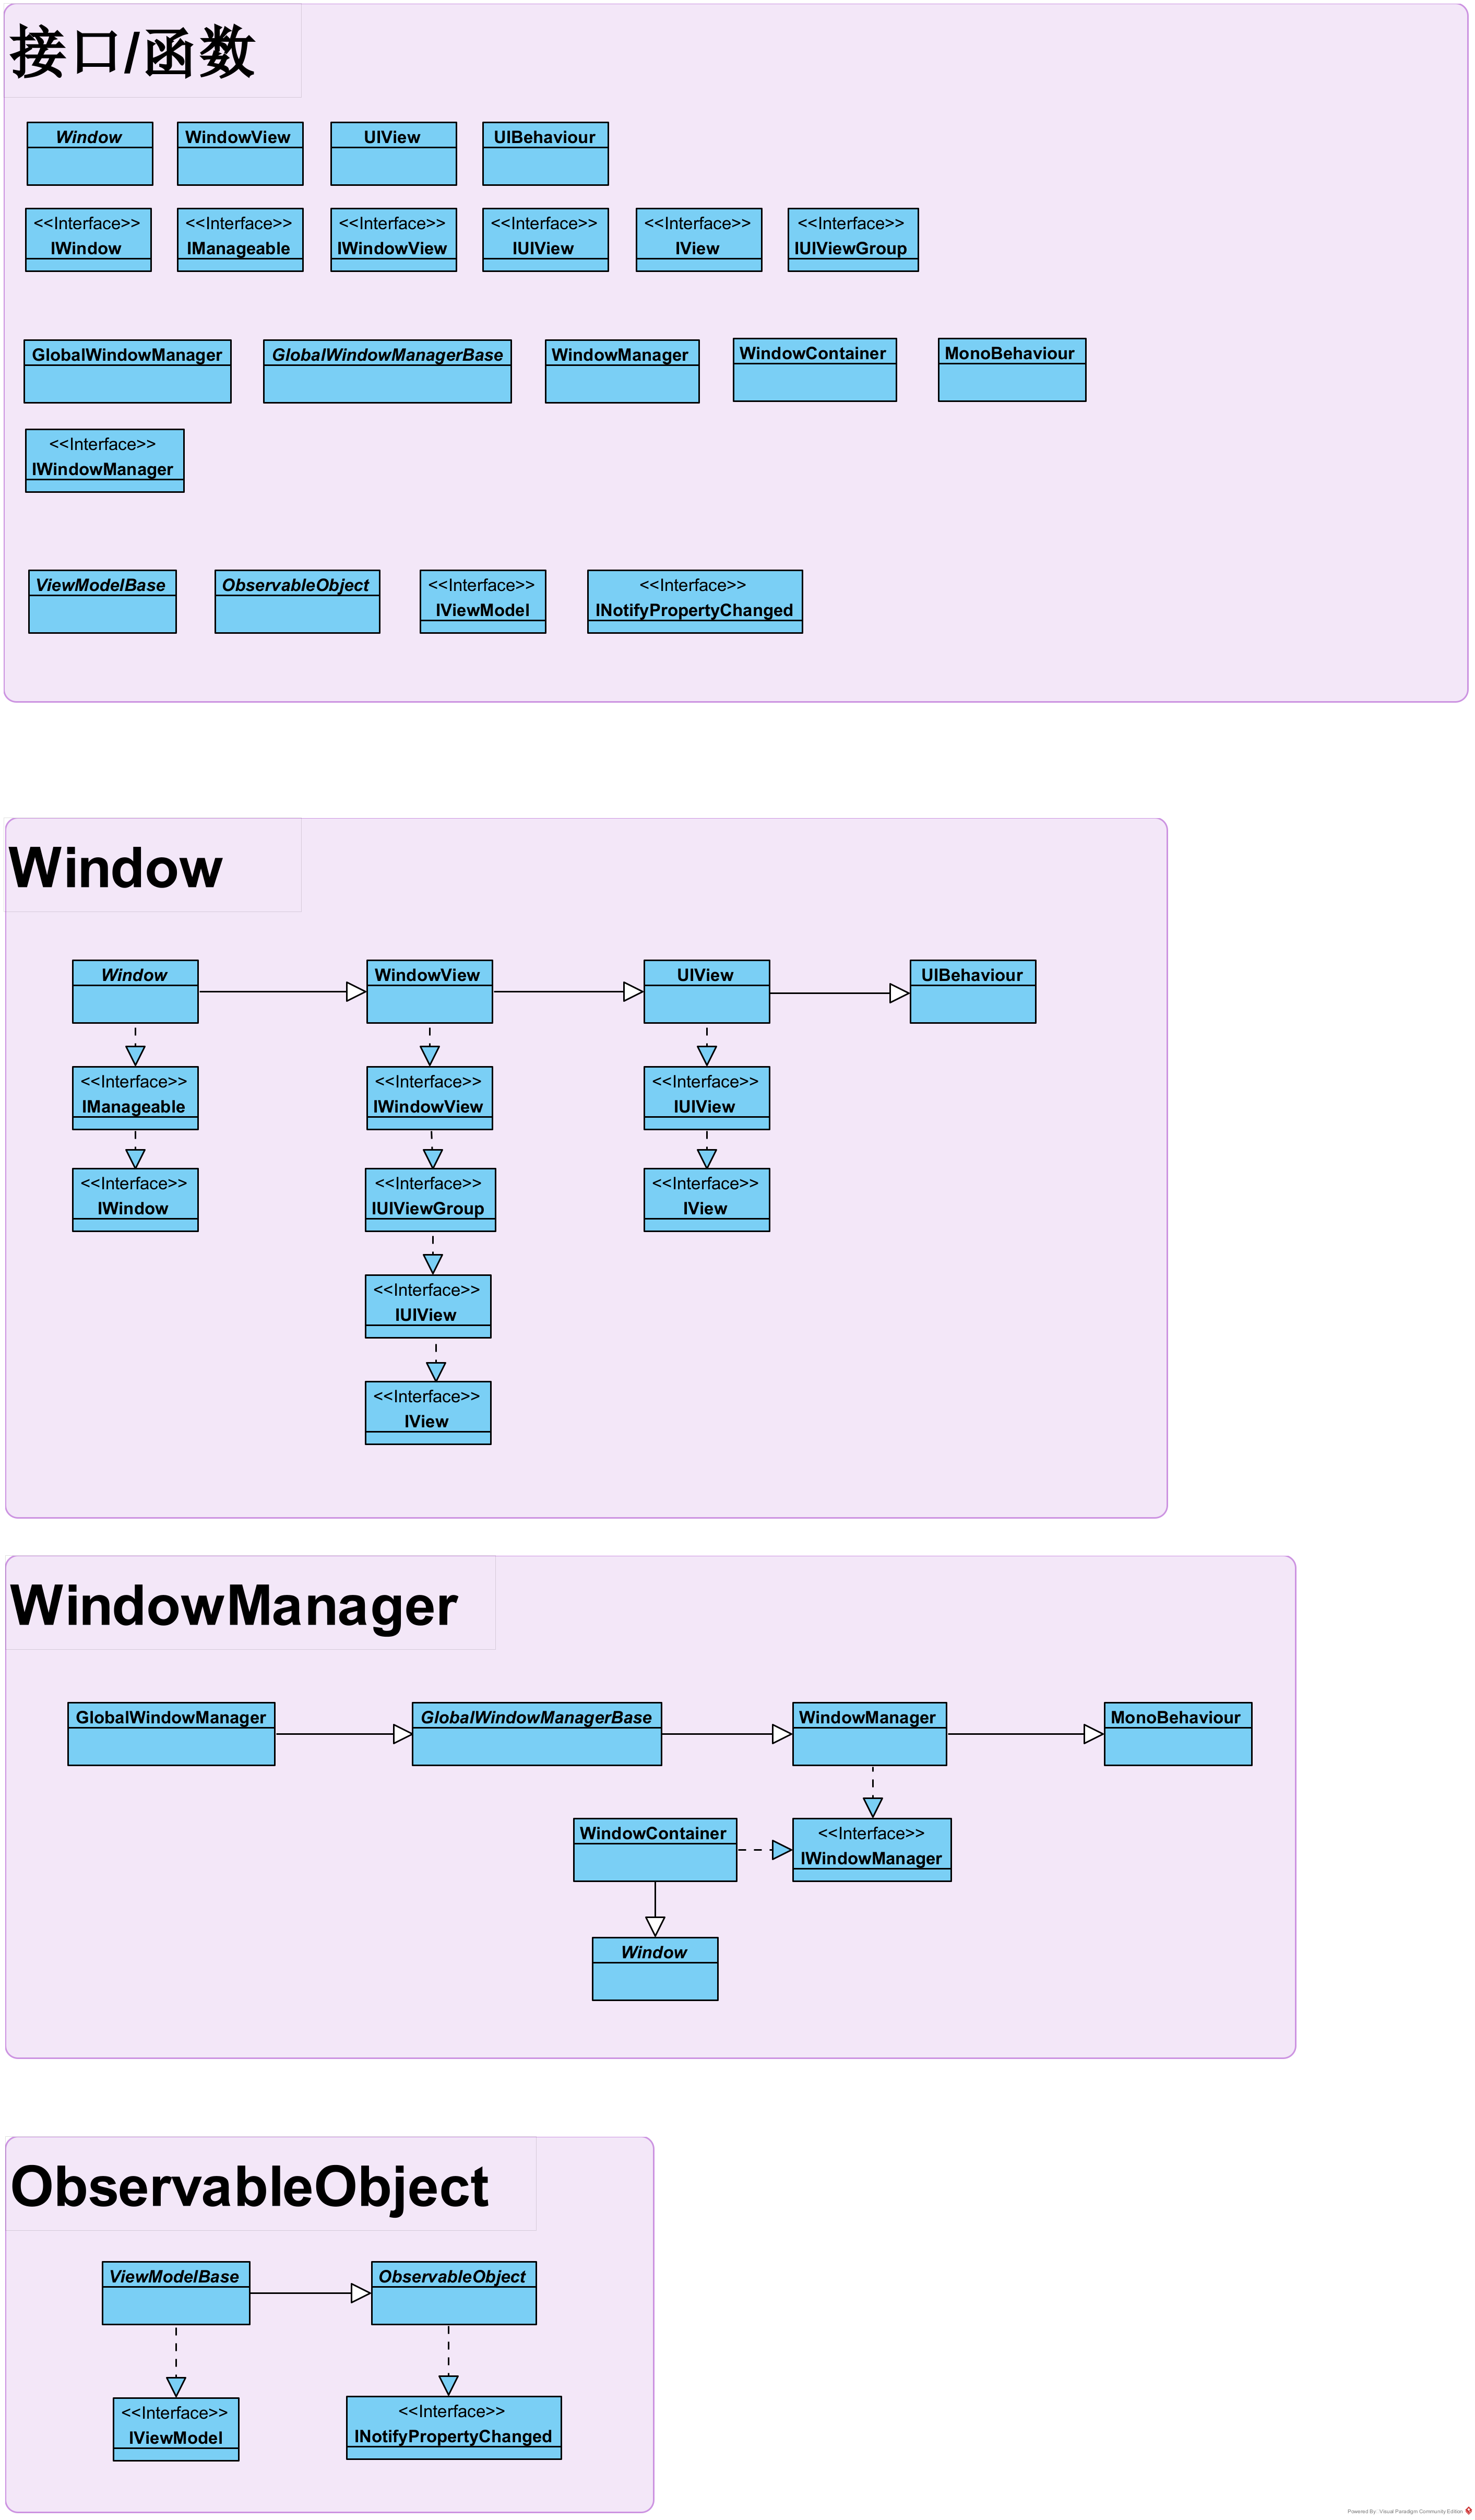 接口/函数
Window
WindowView
UIView
UIBehaviour
<<Interface>>
IWindow
<<Interface>>
IManageable
<<Interface>>
IWindowView
<<Interface>>
IUIView
<<Interface>>
IView
<<Interface>>
IUIViewGroup
GlobalWindowManager
GlobalWindowManagerBase
WindowManager
WindowContainer
MonoBehaviour
<<Interface>>
IWindowManager
ViewModelBase
ObservableObject
<<Interface>>
IViewModel
<<Interface>>
INotifyPropertyChanged
Window
Window
WindowView
UIView
UIBehaviour
<<Interface>>
IManageable
<<Interface>>
IWindowView
<<Interface>>
IUIView
<<Interface>>
IWindow
<<Interface>>
IUIViewGroup
<<Interface>>
IView
<<Interface>>
IUIView
<<Interface>>
IView
WindowManager
GlobalWindowManager
GlobalWindowManagerBase
WindowManager
MonoBehaviour
WindowContainer
<<Interface>>
IWindowManager
Window
ObservableObject
ViewModelBase
ObservableObject
<<Interface>>
IViewModel
<<Interface>>
INotifyPropertyChanged
Powered By: Visual Paradigm Community Edition